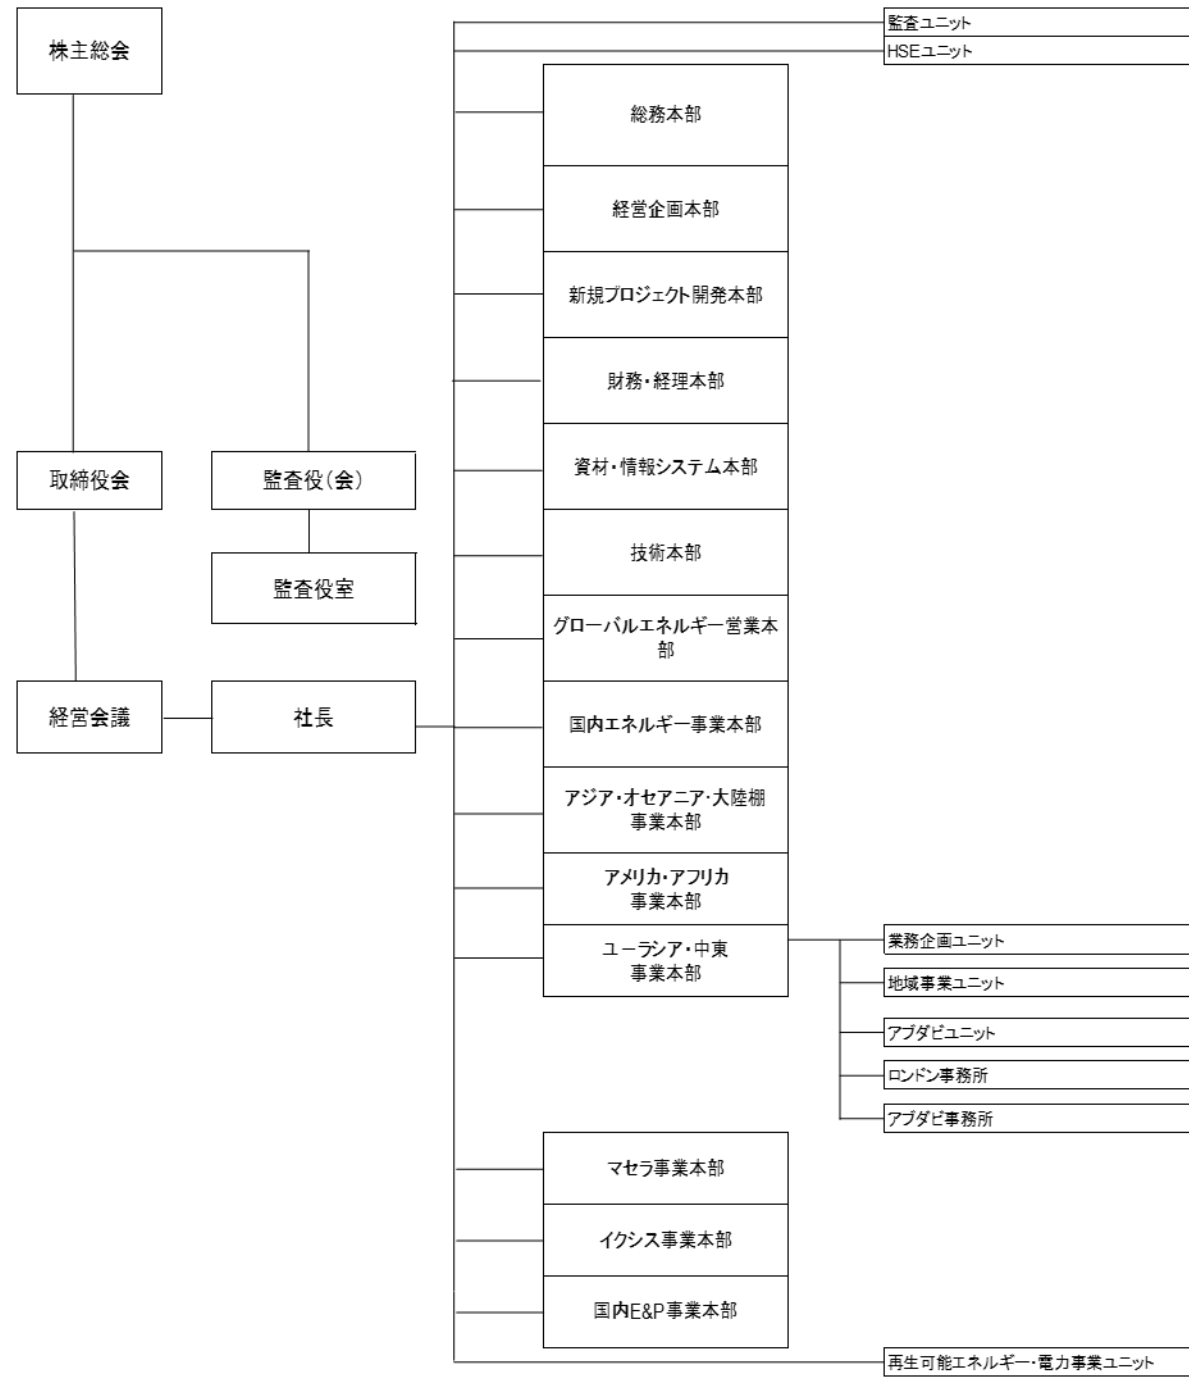 株主総会
監査ユニット
HSEユニット
総務本部
経営企画本部
新規プロジェクト開発本部
財務・経理本部
取締役会
監査役(会)
資材・情報システム本部
監査役室
技術本部
グローバルエネルギー営業本
部
経営会議
社長
国内エネルギー事業本部
アジア・オセアニア・大陸棚
事業本部
アメリカ・アフリカ
事業本部
ユーラシア・中東
事業本部
業務企画ユニット
地域事業ユニット
アブダビユニット
ロンドン事務所
アブダビ事務所
マセラ事業本部
イクシス事業本部
国内E&P事業本部
再生可能エネルギー・電力事業ユニット